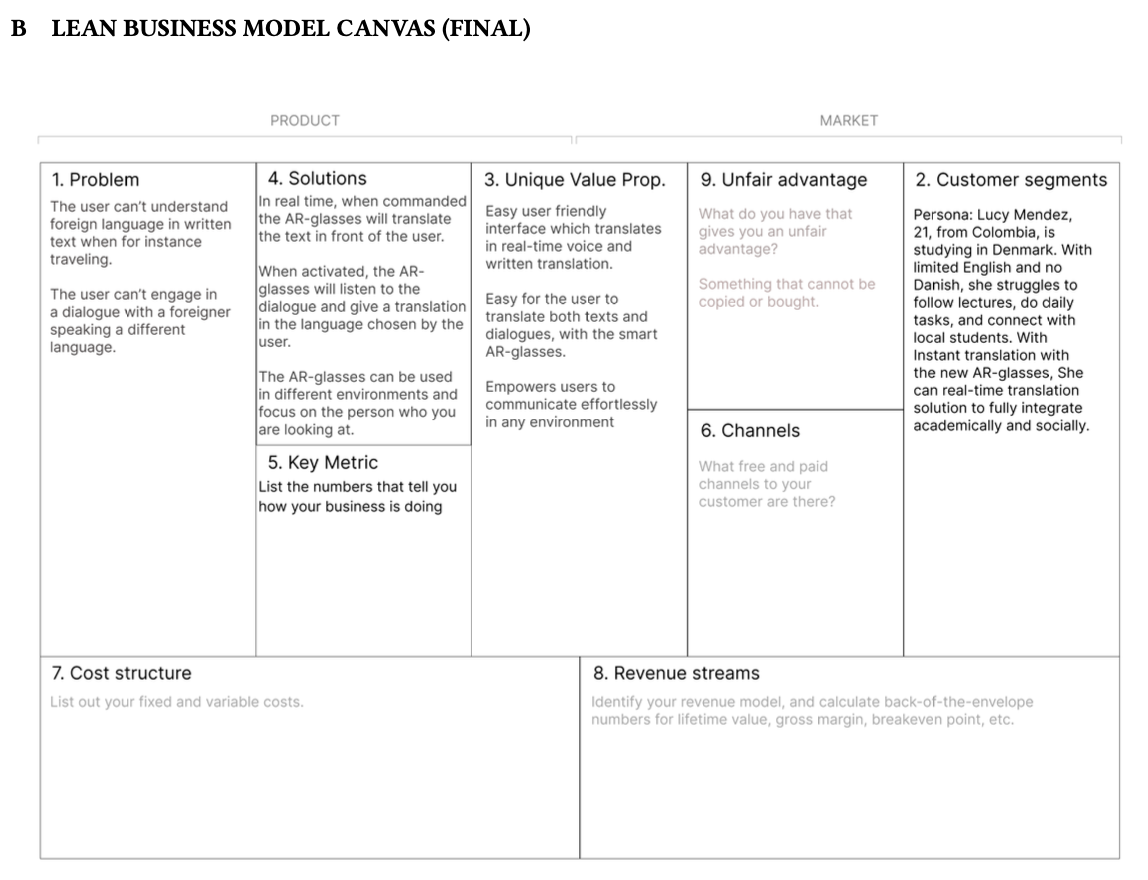 B LEAN BUSINESS MODEL CANVAS (FINAL)
PRODUCT
MARKET
1. Problem
The user can't understand
foreign language in written
text when for instance
traveling.
The user can't engage in
a dialogue with a foreigner
speaking a different
language.
4. Solutions
In real time, when commanded
the AR-glasses will translate
the text in front of the user.
When activated, the AR-
glasses will listen to the
dialogue and give a translation
in the language chosen by the
user.
The AR-glasses can be used
in different environments and
focus on the person who you
are looking at.
5. Key Metric
List the numbers that tell you
how your business is doing
3. Unique Value Prop.
Easy user friendly
interface which translates
in real-time voice and
written translation.
Easy for the user to
translate both texts and
dialogues, with the smart
AR-glasses.
Empowers users to
communicate effortlessly
in any environment
9. Unfair advantage
What do you have that
gives you an unfair
advantage?
Something that cannot be
copied or bought.
6. Channels
What free and paid
channels to your
customer are there?
2. Customer segments
Persona: Lucy Mendez,
21, from Colombia, is
studying in Denmark. With
limited English and no
Danish, she struggles to
follow lectures, do daily
tasks, and connect with
local students. With
Instant translation with
the new AR-glasses, She
can real-time translation
solution to fully integrate
academically and socially.
7. Cost structure
List out your fixed and variable costs.
8. Revenue streams
Identify your revenue model, and calculate back-of-the-envelope
numbers for lifetime value, gross margin, breakeven point, etc.